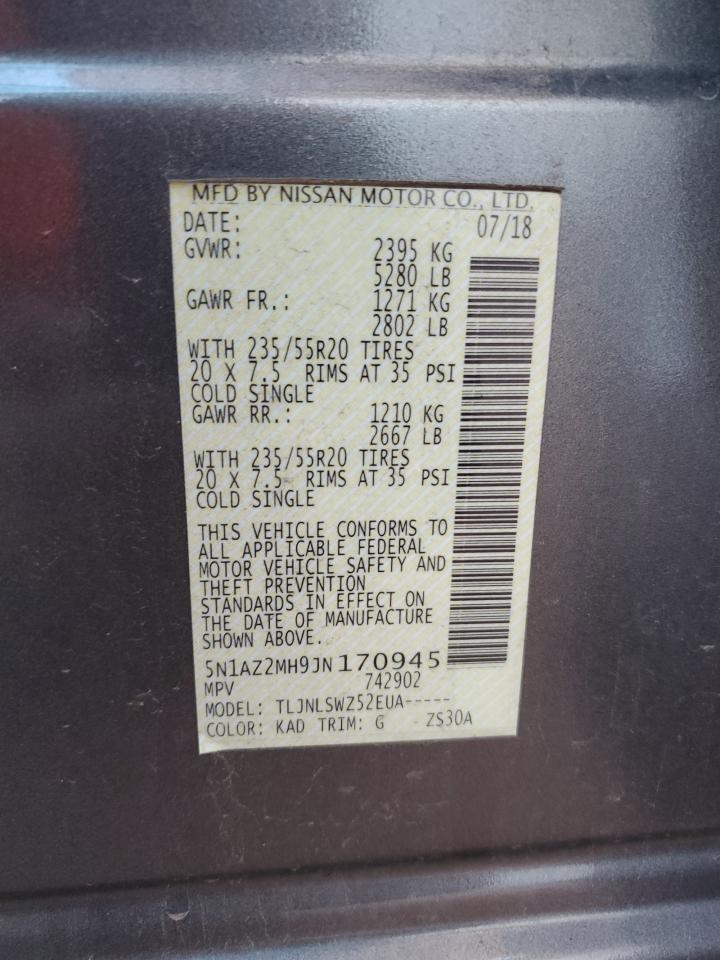 MFD BY NISSAN MOTOR CO., LTD.
DATE: 07/18
GVWR: 2395 KG
5280 LB
GAWR FR.: 1271 KG
2802 LB
WITH 235/55R20 TIRES
20 X 7.5 RIMS AT 35 PSI
COLD SINGLE
GAWR RR.: 1210 KG
2667 LB
WITH 235/55R20 TIRES
20 X 7.5 RIMS AT 35 PSI
COLD SINGLE
THIS VEHICLE CONFORMS TO
ALL APPLICABLE FEDERAL
MOTOR VEHICLE SAFETY AND
THEFT PREVENTION
STANDARDS IN EFFECT ON
THE DATE OF MANUFACTURE
SHOWN ABOVE.
5N1AZ2MH9JN170945
MPV 742902
MODEL: TLJNLSWZ52EUA-----
COLOR: KAD TRIM: G ZS30A